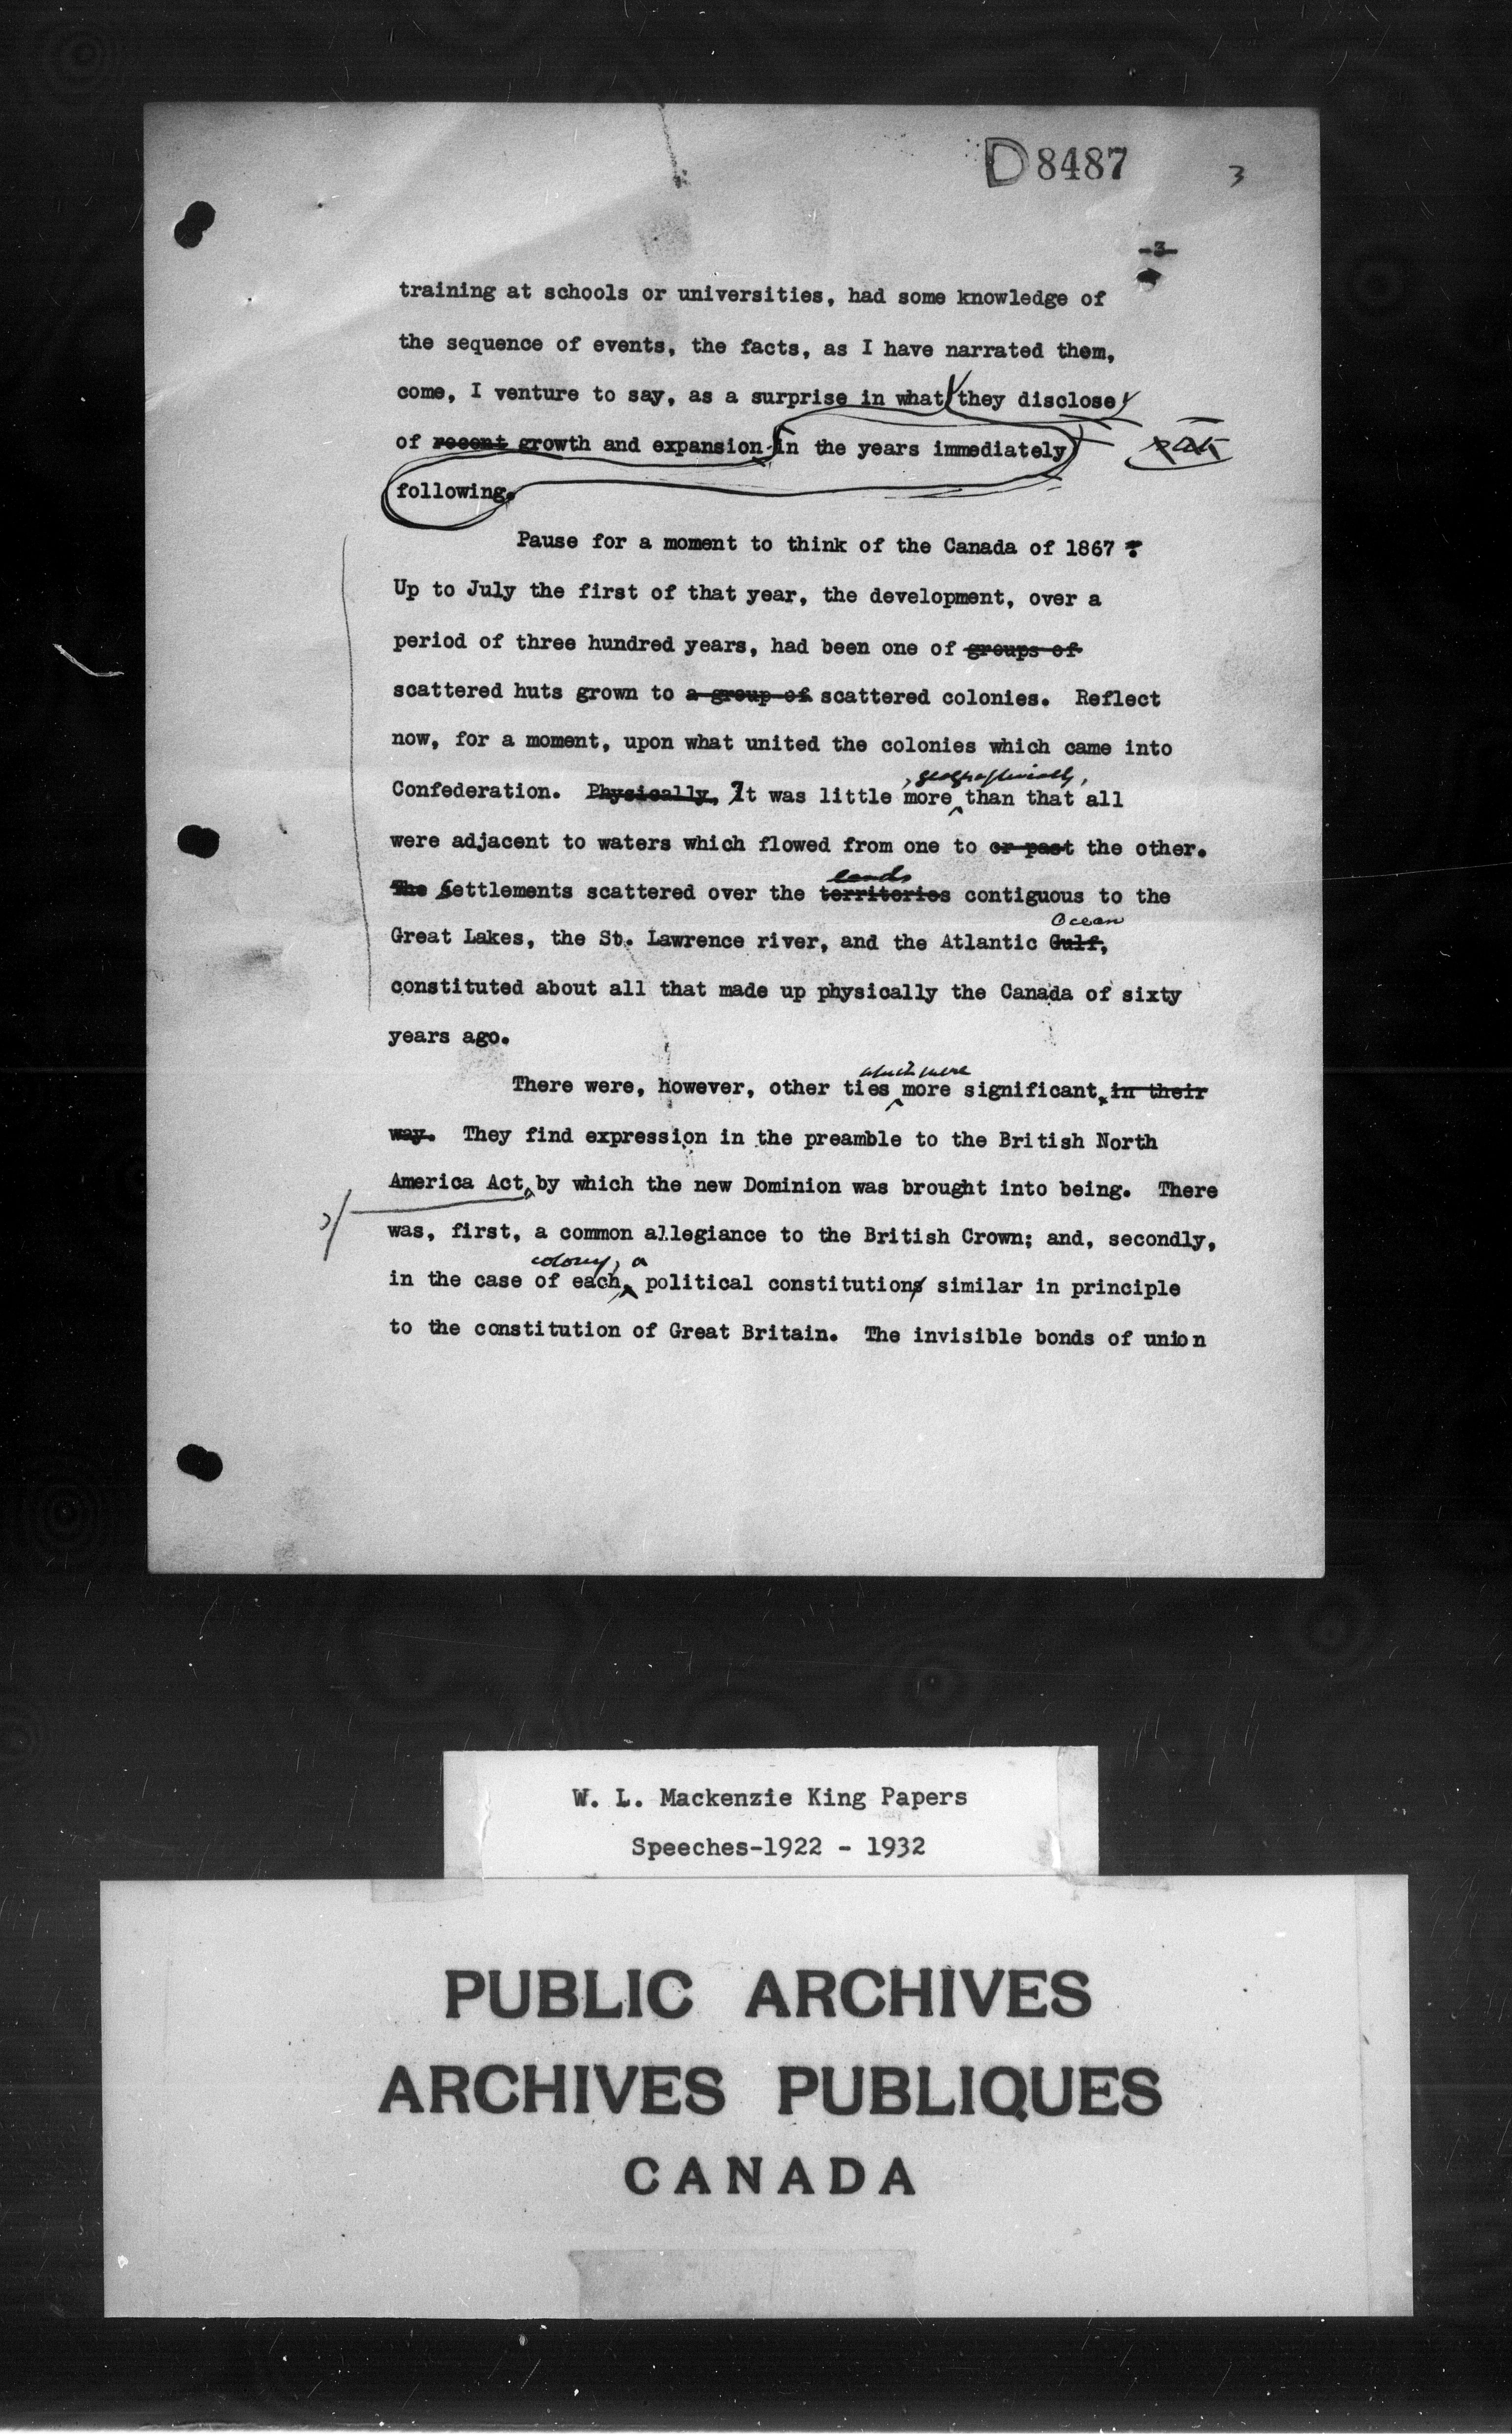 D 8487
3
-3-
training at schools or universities, had some knowledge of
the sequence of events, the facts, as I have narrated them,
come, I venture to say, as a surprise in what they disclose
of recent growth and expansion in the years immediately
following.
Pause for a moment to think of the Canada of 1867 :
Up to July the first of that year, the development, over a
period of three hundred years, had been one of groups of
scattered huts grown to a group of scattered colonies. Reflect
now, for a moment, upon what united the colonies which came into
, geographically,
Confederation. Physically, It was little more than that all
were adjacent to waters which flowed from one to or past the other.
lands
The Settlements scattered over the territories contiguous to the
Ocean
Great Lakes, the St. Lawrence river, and the Atlantic Gulf,
constituted about all that made up physically the Canada of sixty
years ago.
which were
There were, however, other ties more significant. in their
way. They find expression in the preamble to the British North
America Act, by which the new Dominion was brought into being. There
was, first, a common allegiance to the British Crown; and, secondly,
colony, a
in the case of each, political constitutions similar in principle
to the constitution of Great Britain. The invisible bonds of union
W. L. Mackenzie King Papers
Speeches-1922 - 1932
PUBLIC ARCHIVES
ARCHIVES PUBLIQUES
CANADA